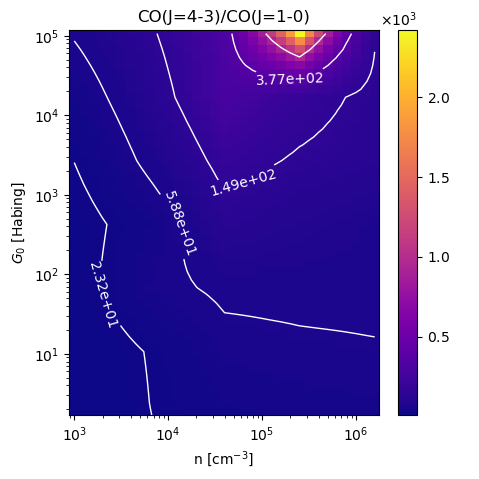 CO(J=4-3)/CO(J=1-0)
×10³
10⁵
10⁴
10³
10²
10¹
G₀ [Habing]
3.77e+02
1.49e+02
5.88e+01
2.32e+01
2.0
1.5
1.0
0.5
10³
10⁴
10⁵
10⁶
n [cm⁻³]